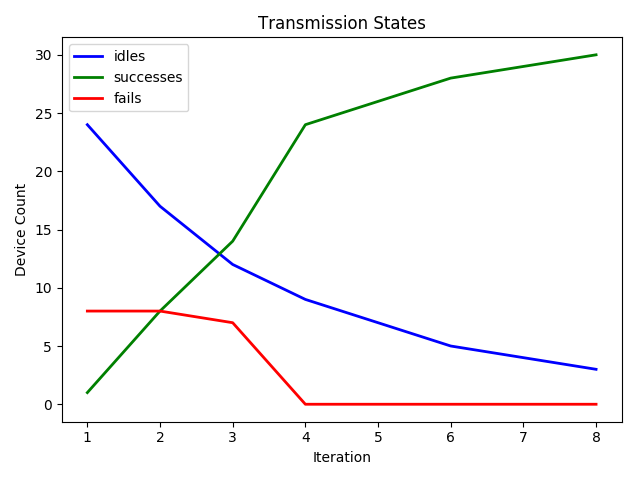 Transmission States
idles
successes
fails
30
25
20
15
10
5
0
Device Count
1 2 3 4 5 6 7 8
Iteration